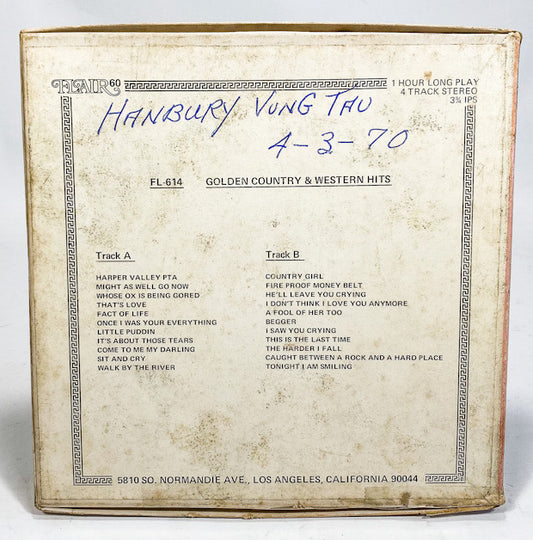 FLAIR 60
1 HOUR LONG PLAY
4 TRACK STEREO
3¾ IPS
HANBURY VUNG TAU
4-3-70
FL-614 GOLDEN COUNTRY & WESTERN HITS
Track A
HARPER VALLEY PTA
MIGHT AS WELL GO NOW
WHOSE OX IS BEING GORED
THAT'S LOVE
FACT OF LIFE
ONCE I WAS YOUR EVERYTHING
LITTLE PUDDIN
IT'S ABOUT THOSE TEARS
COME TO ME MY DARLING
SIT AND CRY
WALK BY THE RIVER
Track B
COUNTRY GIRL
FIRE PROOF MONEY BELT
HE'LL LEAVE YOU CRYING
I DON'T THINK I LOVE YOU ANYMORE
A FOOL OF HER TOO
BEGGER
I SAW YOU CRYING
THIS IS THE LAST TIME
THE HARDER I FALL
CAUGHT BETWEEN A ROCK AND A HARD PLACE
TONIGHT I AM SMILING
5810 SO. NORMANDIE AVE., LOS ANGELES, CALIFORNIA 90044